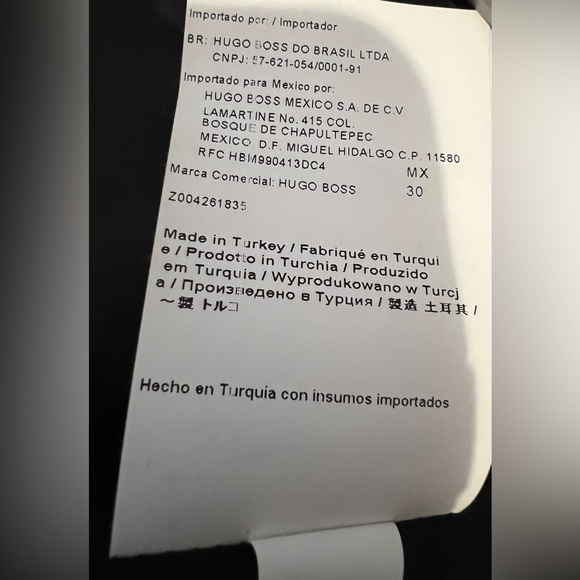 Importado por: / Importador
BR: HUGO BOSS DO BRASIL LTDA.
CNPJ: 57-621-054/0001-91
Importado para Mexico por:
HUGO BOSS MEXICO S.A. DE C.V
LAMARTINE No. 415 COL.
BOSQUE DE CHAPULTEPEC
MEXICO. D.F. MIGUEL HIDALGO C.P. 11580
RFC HBM990413DC4 MX
Marca Comercial: HUGO BOSS 30
Z004261835
Made in Turkey / Fabriqué en Turqui
e / Prodotto in Turchia / Produzido
em Turquia / Wyprodukowano w Turcj
a / Произведено в Турция / 製造 土耳其 /
～製 トルコ
Hecho en Turquía con insumos importados